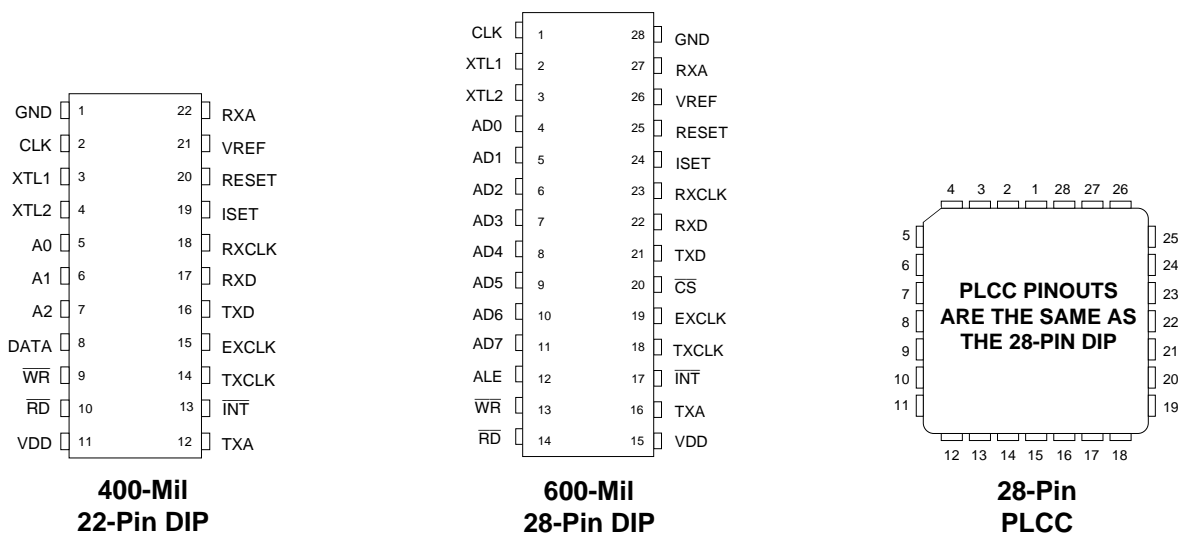 GND 1 22 RXA
CLK 2 21 VREF
XTL1 3 20 RESET
XTL2 4 19 ISET
A0 5 18 RXCLK
A1 6 17 RXD
A2 7 16 TXD
DATA 8 15 EXCLK
W̅R̅ 9 14 TXCLK
R̅D̅ 10 13 I̅N̅T̅
VDD 11 12 TXA
400-Mil
22-Pin DIP
CLK 1 28 GND
XTL1 2 27 RXA
XTL2 3 26 VREF
AD0 4 25 RESET
AD1 5 24 ISET
AD2 6 23 RXCLK
AD3 7 22 RXD
AD4 8 21 TXD
AD5 9 20 C̅S̅
AD6 10 19 EXCLK
AD7 11 18 TXCLK
ALE 12 17 I̅N̅T̅
W̅R̅ 13 16 TXA
R̅D̅ 14 15 VDD
600-Mil
28-Pin DIP
4 3 2 1 28 27 26
5 25
6 24
7 PLCC PINOUTS 23
8 ARE THE SAME AS 22
9 THE 28-PIN DIP 21
10 20
11 19
12 13 14 15 16 17 18
28-Pin
PLCC